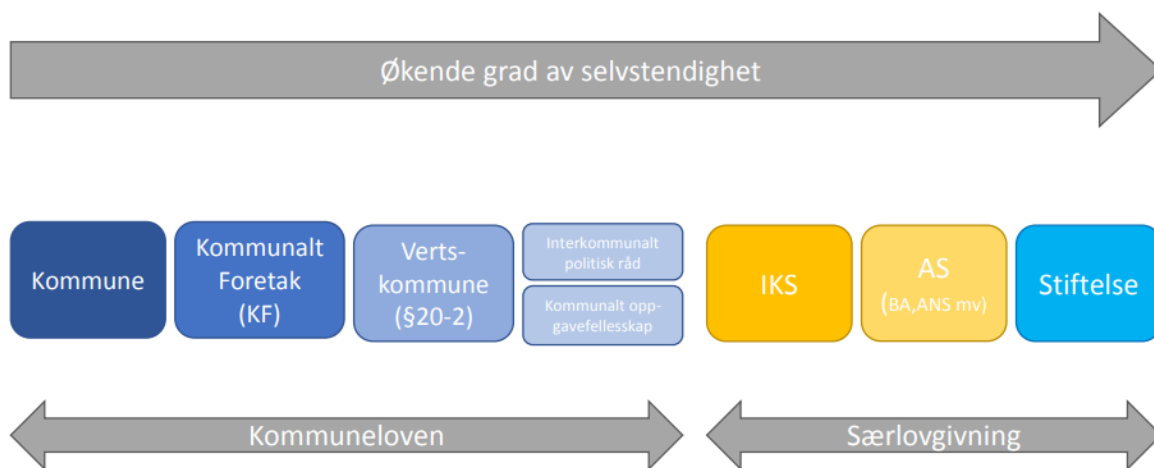 Økende grad av selvstendighet
Kommune
Kommunalt
Foretak
(KF)
Verts-
kommune
(§20-2)
Interkommunalt
politisk råd
Kommunalt opp-
gavefellesskap
IKS
AS
(BA,ANS mv)
Stiftelse
Kommuneloven
Særlovgivning